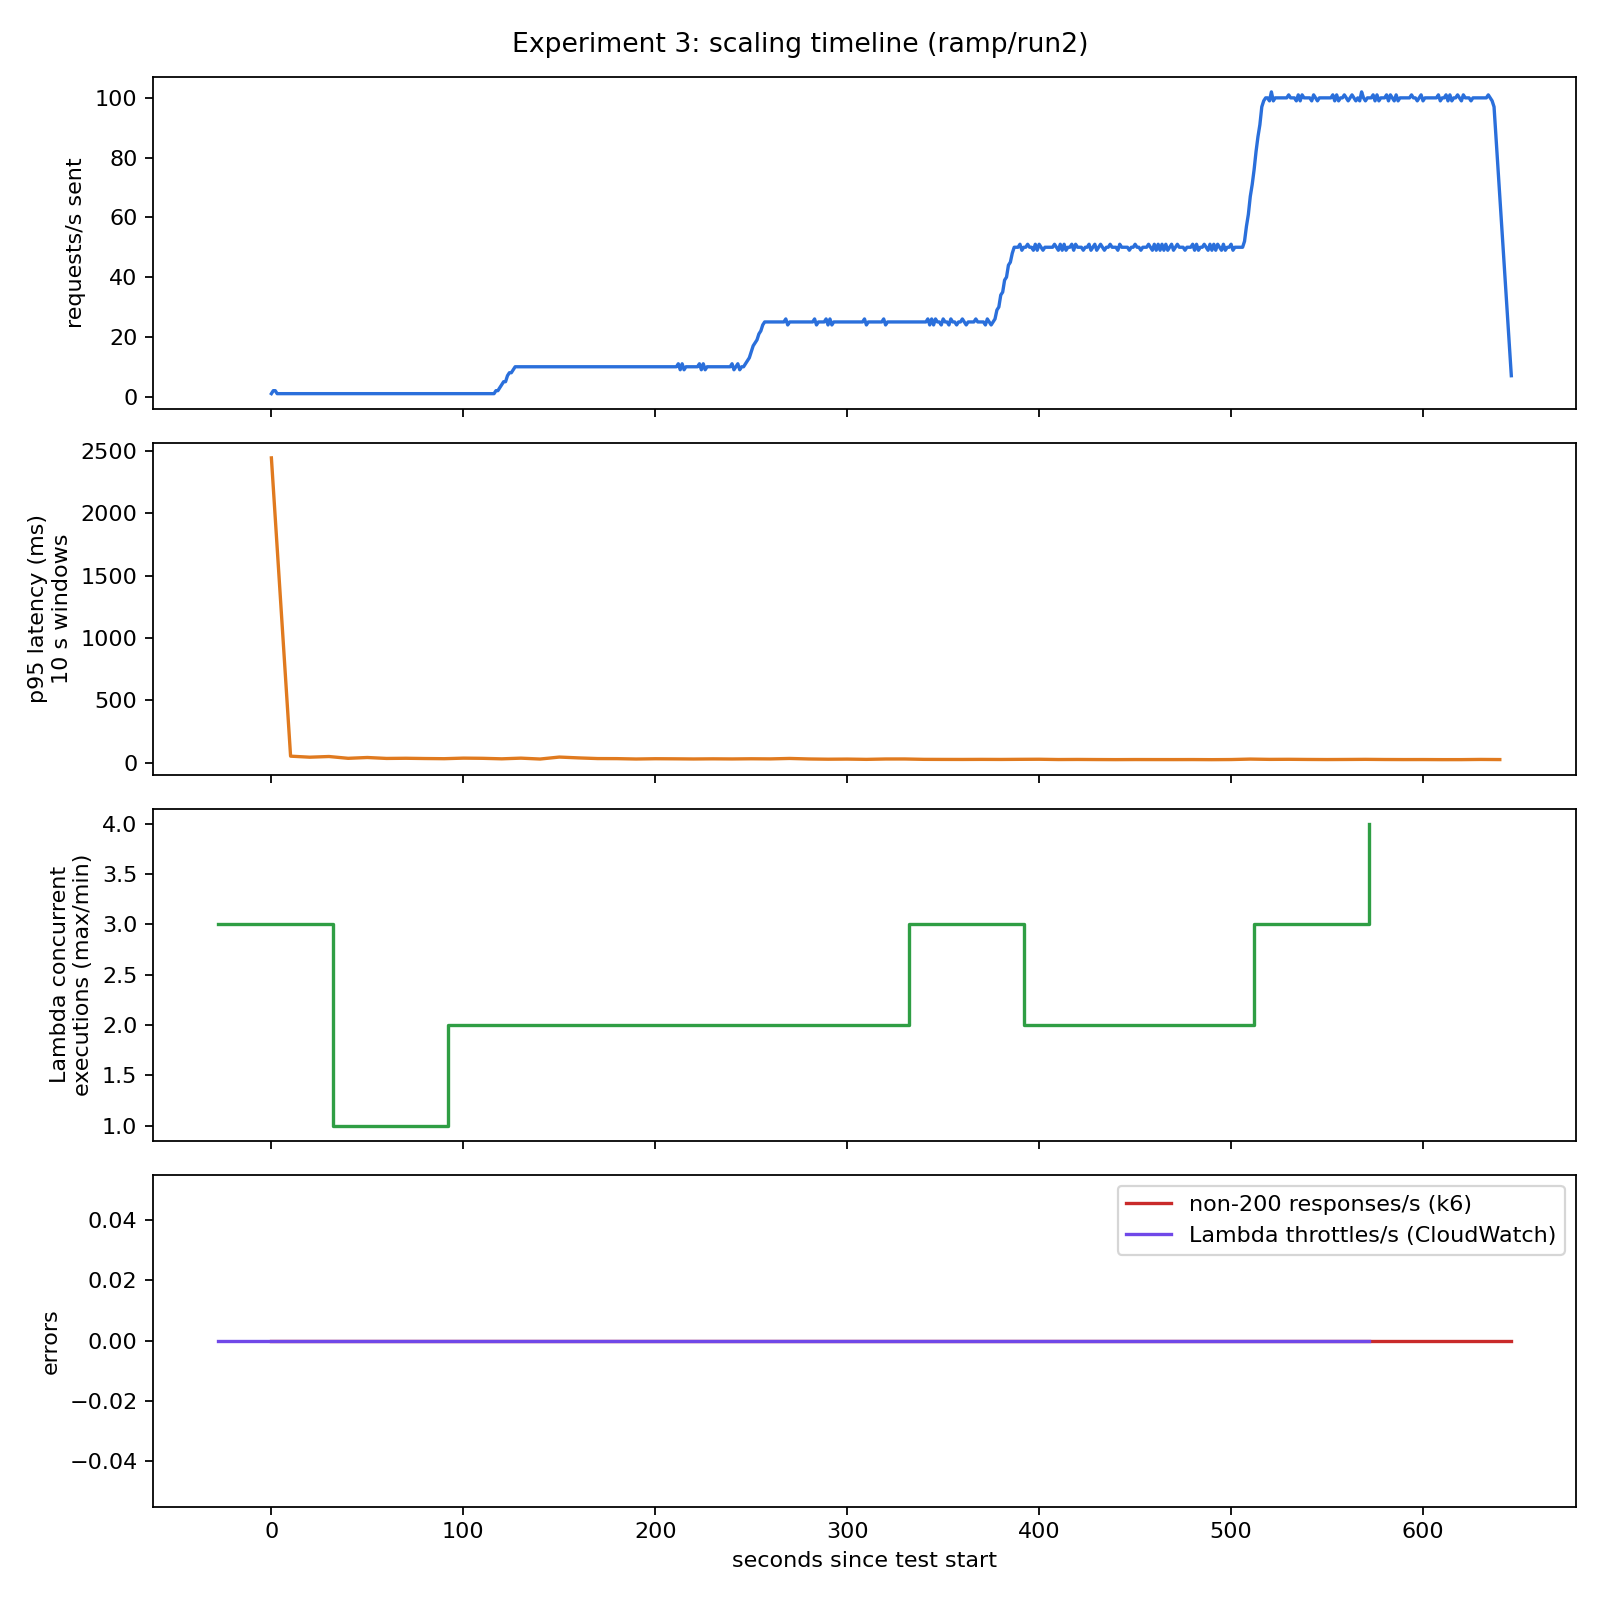 Experiment 3: scaling timeline (ramp/run2)
requests/s sent
100
80
60
40
20
0
p95 latency (ms)
10 s windows
2500
2000
1500
1000
500
0
Lambda concurrent
executions (max/min)
4.0
3.5
3.0
2.5
2.0
1.5
1.0
errors
0.04
0.02
0.00
−0.02
−0.04
non-200 responses/s (k6)
Lambda throttles/s (CloudWatch)
0 100 200 300 400 500 600
seconds since test start